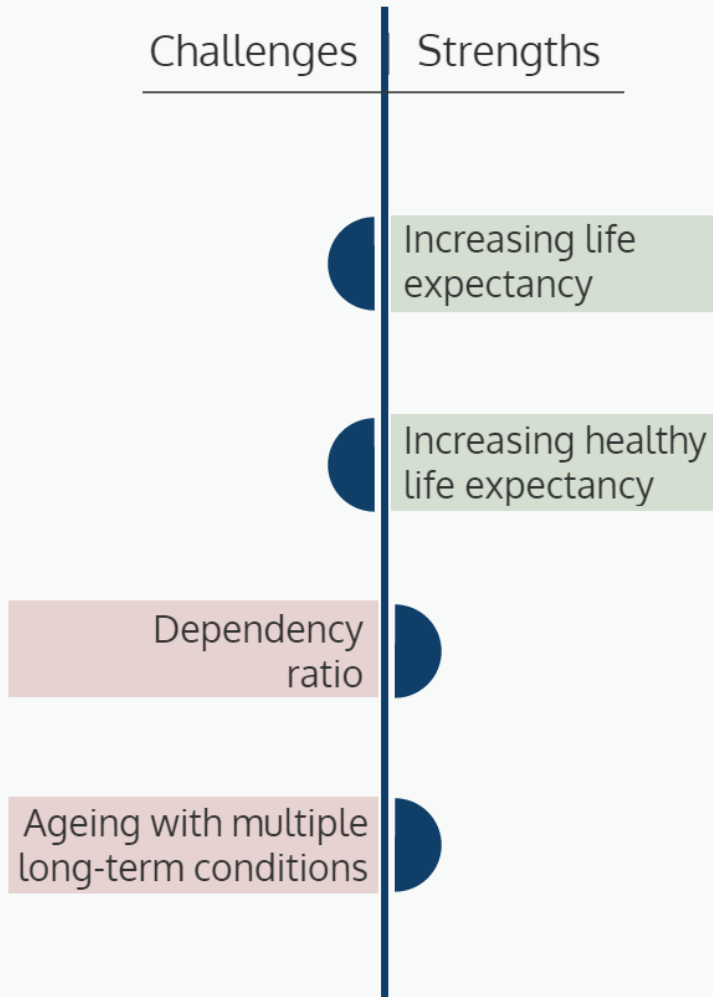 Challenges
Strengths
Increasing life
expectancy
Increasing healthy
life expectancy
Dependency
ratio
Ageing with multiple
long-term conditions